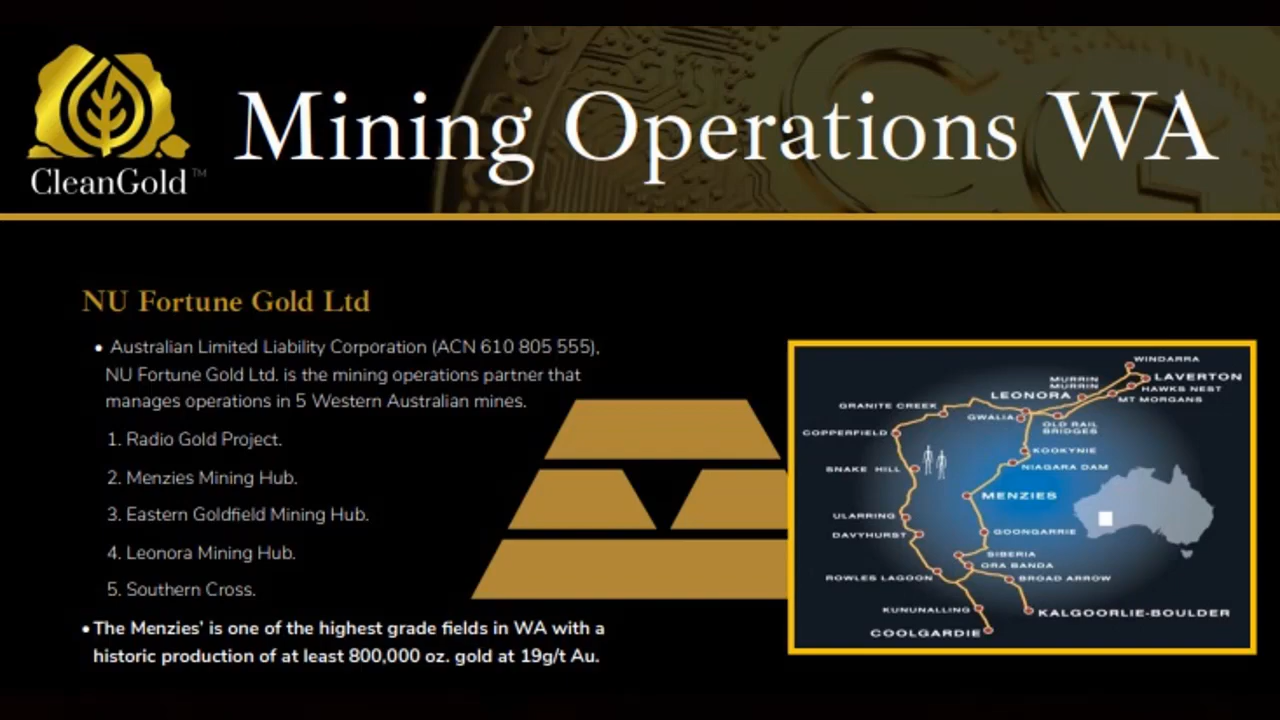 CleanGold™
Mining Operations WA
NU Fortune Gold Ltd
• Australian Limited Liability Corporation (ACN 610 805 555),
NU Fortune Gold Ltd. is the mining operations partner that
manages operations in 5 Western Australian mines.
1. Radio Gold Project.
2. Menzies Mining Hub.
3. Eastern Goldfield Mining Hub.
4. Leonora Mining Hub.
5. Southern Cross.
• The Menzies' is one of the highest grade fields in WA with a
historic production of at least 800,000 oz. gold at 19g/t Au.
WINDARRA
LAVERTON
MURRIN
MURRIN
HAWKS NEST
LEONORA
MT MORGANS
GRANITE CREEK
GWALIA
OLD RAIL
BRIDGES
COPPERFIELD
KOOKYNIE
SNAKE HILL
NIAGARA DAM
MENZIES
ULARRING
GOONGARRIE
DAVYHURST
SIBERIA
ORA BANDA
ROWLES LAGOON
BROAD ARROW
KUNUNALLING
KALGOORLIE-BOULDER
COOLGARDIE
CG